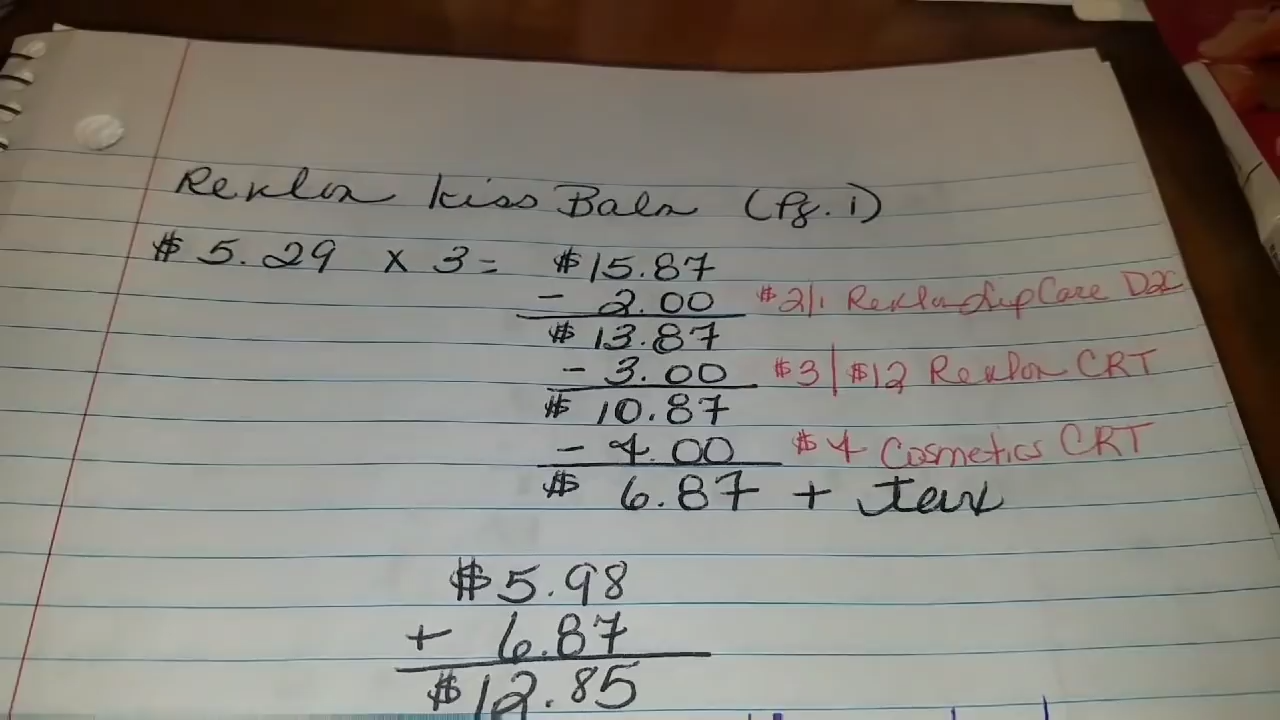 Revlon Kiss Balm (Pg. 1)
$ 5.29 x 3 = $15.87
- 2.00 $2/1 Revlon Lip Care D2C
$ 13.87
- 3.00 $3|$12 Revlon CRT
$ 10.87
- 4.00 $4 Cosmetics CRT
$ 6.87 + Tax
$5.98
+ 6.87
$12.85